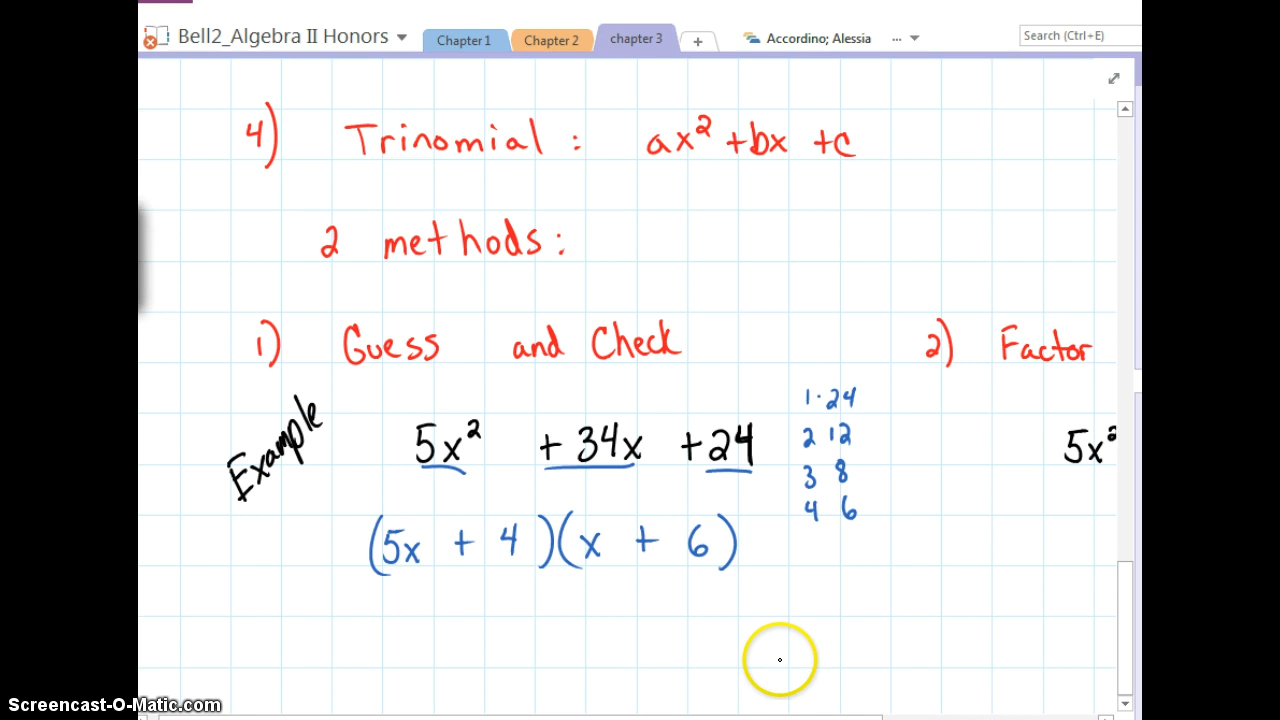 Bell2_Algebra II Honors
Chapter 1
Chapter 2
chapter 3
+
Accordino; Alessia
...
Search (Ctrl+E)
4) Trinomial : ax² + bx + c
2 methods:
1) Guess and Check
2) Factor
Example
5x² + 34x + 24
1 · 24
2 12
3 8
4 6
5x²
(5x + 4)(x + 6)
Screencast-O-Matic.com